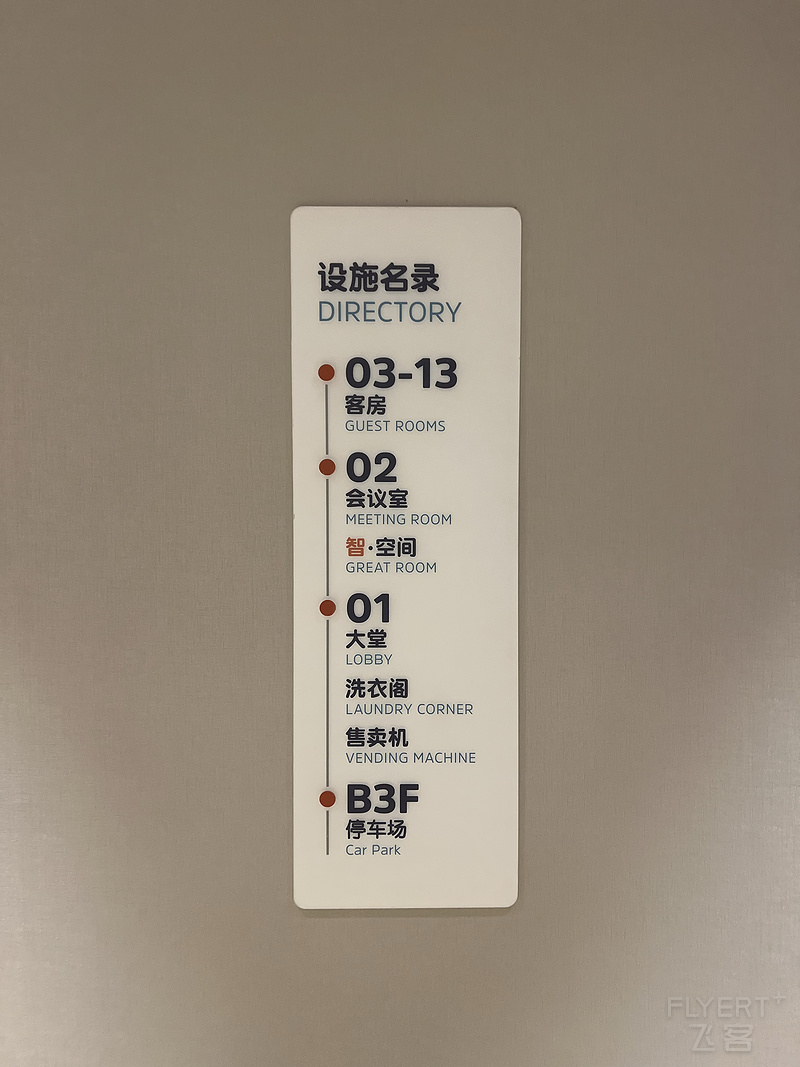 设施名录
DIRECTORY
03-13
客房
GUEST ROOMS
02
会议室
MEETING ROOM
智·空间
GREAT ROOM
01
大堂
LOBBY
洗衣阁
LAUNDRY CORNER
售卖机
VENDING MACHINE
B3F
停车场
Car Park
FLYERT+
飞客